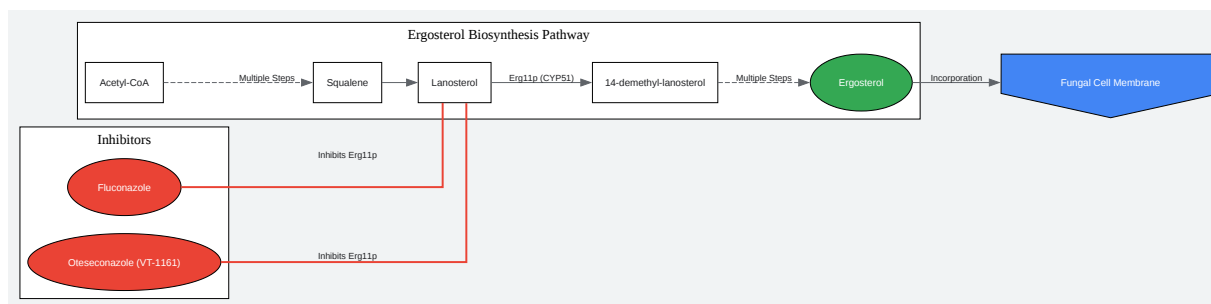 Ergosterol Biosynthesis Pathway
Acetyl-CoA
Multiple Steps
Squalene
Lanosterol
Erg11p (CYP51)
14-demethyl-lanosterol
Multiple Steps
Ergosterol
Incorporation
Fungal Cell Membrane
Inhibitors
Inhibits Erg11p
Fluconazole
Inhibits Erg11p
Oteseconazole (VT-1161)